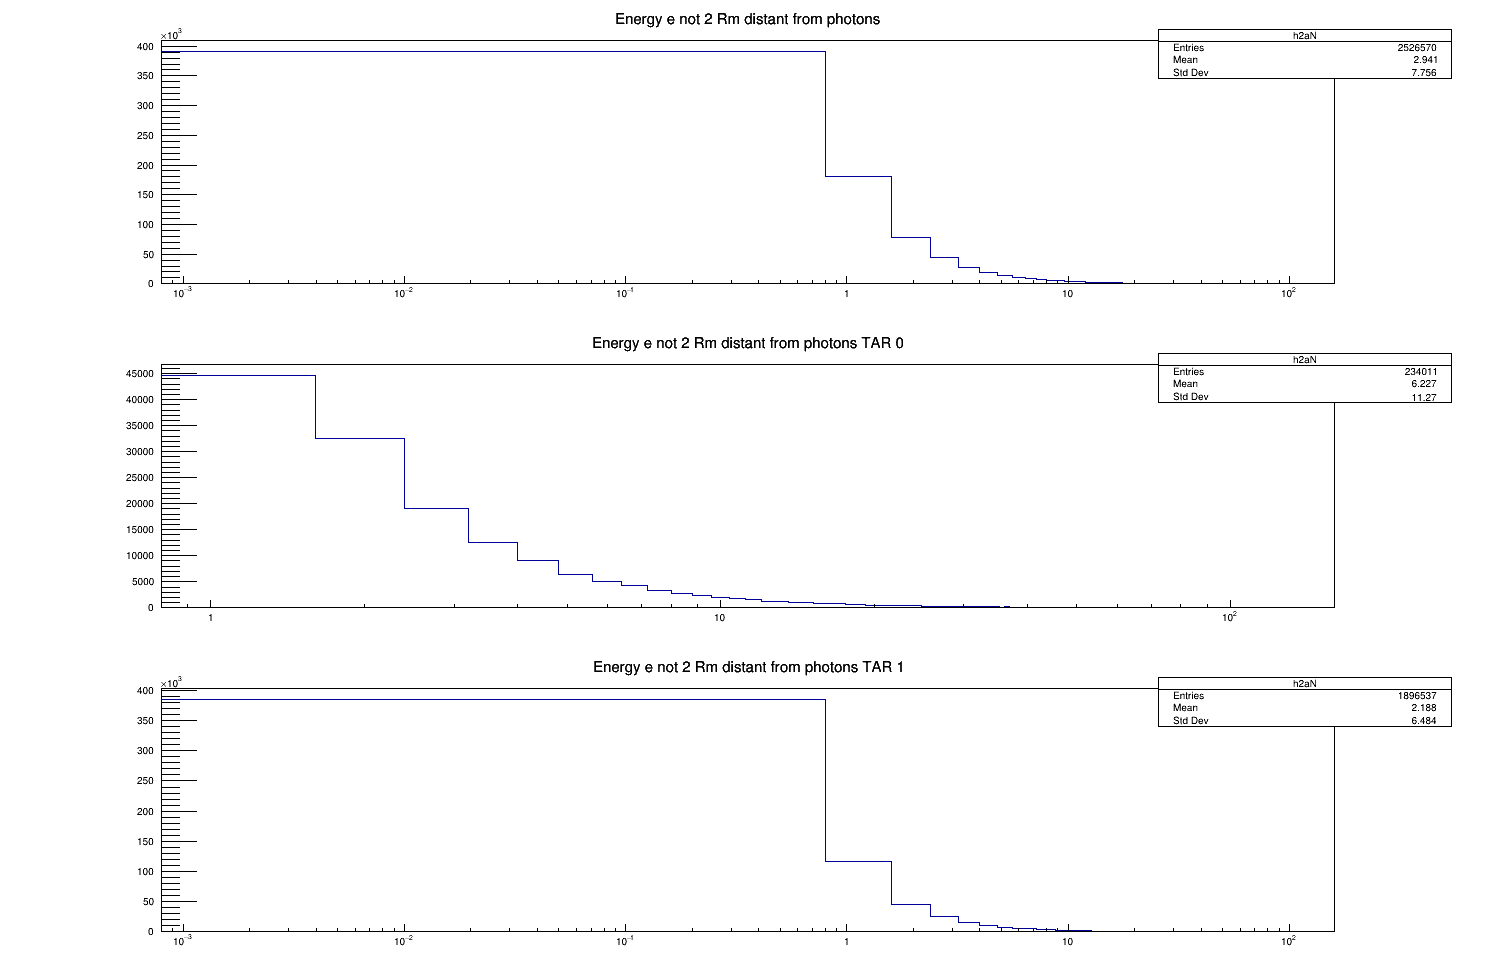 Energy e not 2 Rm distant from photons
×10³
h2aN
Entries 2526570
Mean 2.941
Std Dev 7.756
400
350
300
250
200
150
100
50
0
10⁻³ 10⁻² 10⁻¹ 1 10 10²
Energy e not 2 Rm distant from photons TAR 0
h2aN
Entries 234011
Mean 6.227
Std Dev 11.27
45000
40000
35000
30000
25000
20000
15000
10000
5000
0
1 10 10²
Energy e not 2 Rm distant from photons TAR 1
×10³
h2aN
Entries 1896537
Mean 2.188
Std Dev 6.484
400
350
300
250
200
150
100
50
0
10⁻³ 10⁻² 10⁻¹ 1 10 10²